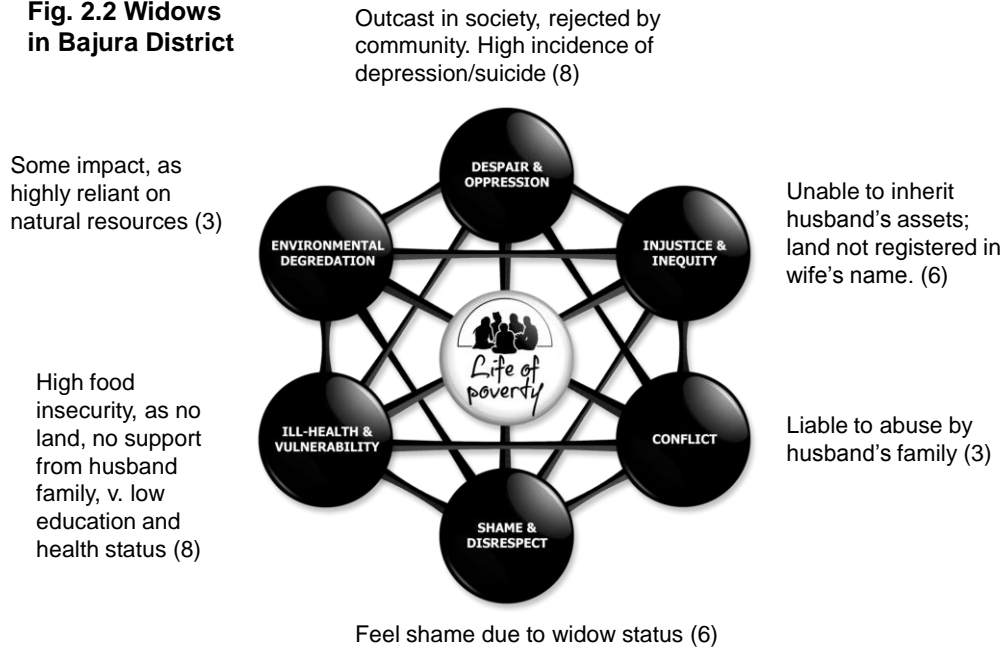 Fig. 2.2 Widows
in Bajura District
Outcast in society, rejected by
community. High incidence of
depression/suicide (8)
Some impact, as
highly reliant on
natural resources (3)
DESPAIR &
OPPRESSION
ENVIRONMENTAL
DEGREDATION
INJUSTICE &
INEQUITY
Unable to inherit
husband's assets;
land not registered in
wife's name. (6)
Life of
poverty
High food
insecurity, as no
land, no support
from husband
family, v. low
education and
health status (8)
ILL-HEALTH &
VULNERABILITY
CONFLICT
Liable to abuse by
husband's family (3)
SHAME &
DISRESPECT
Feel shame due to widow status (6)